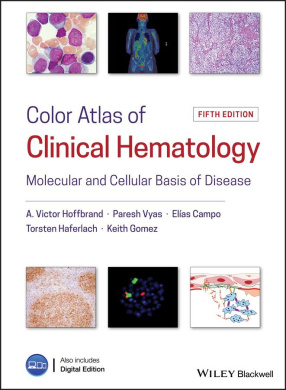 Color Atlas of
FIFTH EDITION
Clinical Hematology
Molecular and Cellular Basis of Disease
A. Victor Hoffbrand · Paresh Vyas · Elías Campo
Torsten Haferlach · Keith Gomez
Also includes
Digital Edition
WILEY Blackwell